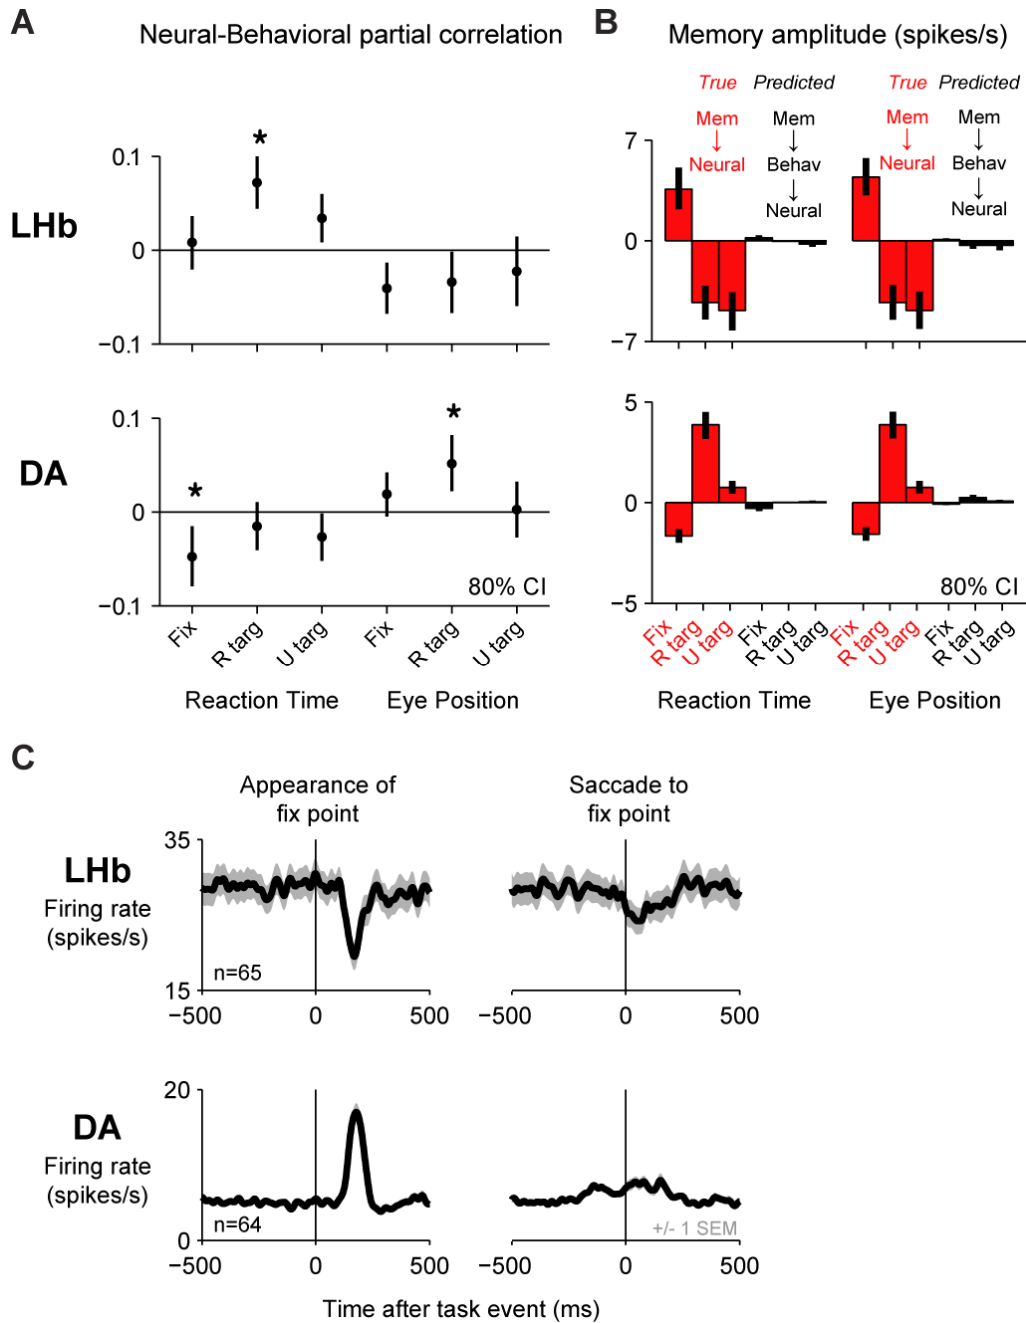 A
Neural-Behavioral partial correlation
B
Memory amplitude (spikes/s)
LHb
0.1
0
−0.1
*
True
Predicted
Mem
↓
Neural
Mem
↓
Behav
↓
Neural
True
Predicted
Mem
↓
Neural
Mem
↓
Behav
↓
Neural
7
0
−7
DA
0.1
0
−0.1
*
*
80% CI
Fix
R targ
U targ
Fix
R targ
U targ
Reaction Time
Eye Position
5
0
−5
80% CI
Fix
R targ
U targ
Fix
R targ
U targ
Fix
R targ
U targ
Fix
R targ
U targ
Reaction Time
Eye Position
C
Appearance of
fix point
Saccade to
fix point
LHb
Firing rate
(spikes/s)
35
15
n=65
−500
0
500
−500
0
500
DA
Firing rate
(spikes/s)
20
0
n=64
+/- 1 SEM
−500
0
500
−500
0
500
Time after task event (ms)